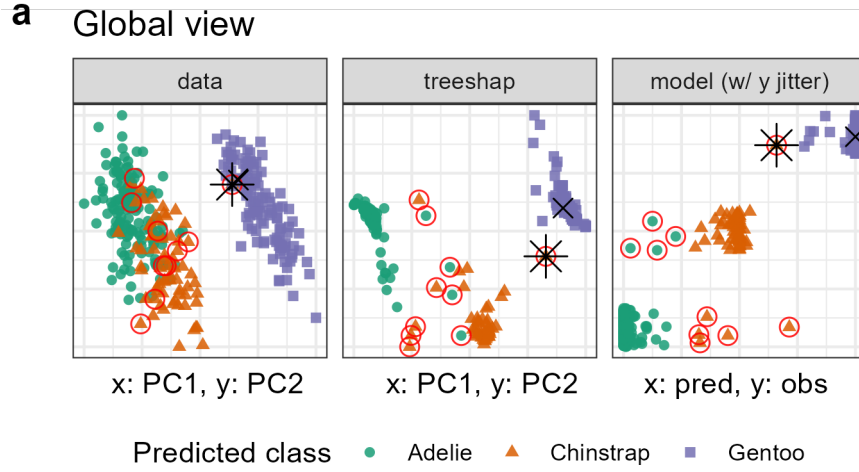 a
Global view
data treeshap model (w/ y jitter)
x: PC1, y: PC2 x: PC1, y: PC2 x: pred, y: obs
Predicted class Adelie Chinstrap Gentoo